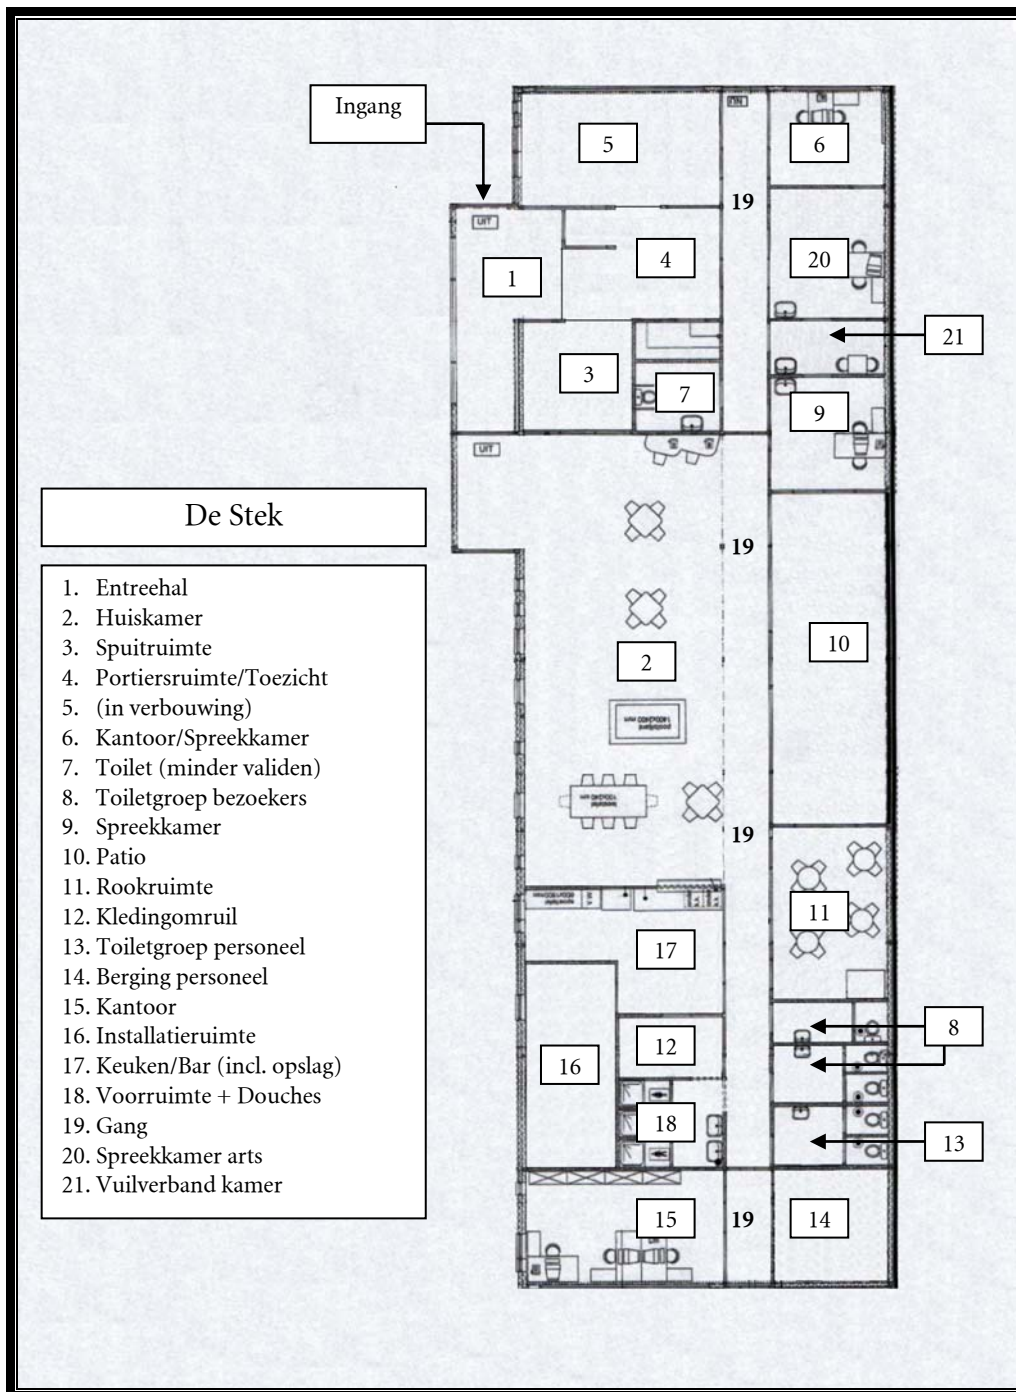 Ingang
UIT
UIT
De Stek
1. Entreehal
2. Huiskamer
3. Spuitruimte
4. Portiersruimte/Toezicht
5. (in verbouwing)
6. Kantoor/Spreekkamer
7. Toilet (minder validen)
8. Toiletgroep bezoekers
9. Spreekkamer
10. Patio
11. Rookruimte
12. Kledingomruil
13. Toiletgroep personeel
14. Berging personeel
15. Kantoor
16. Installatieruimte
17. Keuken/Bar (incl. opslag)
18. Voorruimte + Douches
19. Gang
20. Spreekkamer arts
21. Vuilverband kamer
5
6
19
4
20
1
21
3
7
9
19
2
10
19
11
17
8
12
16
18
13
15
19
14